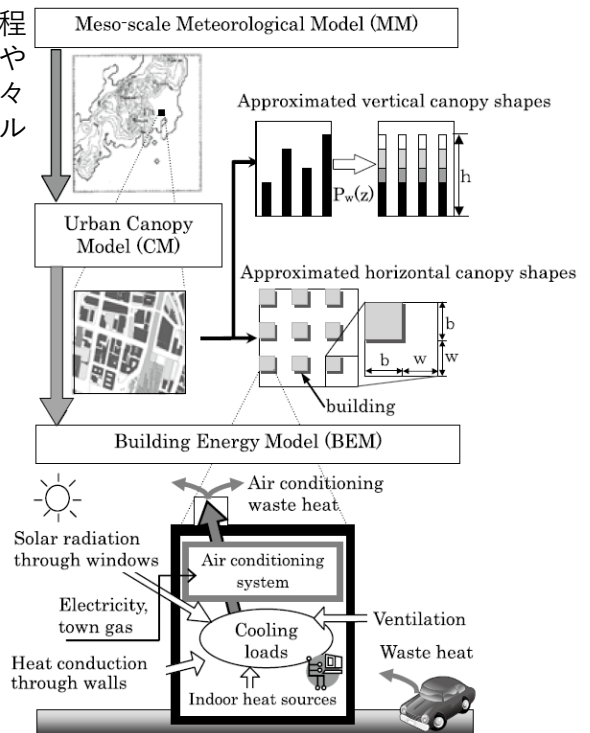 程
や
々
ル
Meso-scale Meteorological Model (MM)
Approximated vertical canopy shapes
Pw(z)
h
Urban Canopy
Model (CM)
Approximated horizontal canopy shapes
b
b
w
w
building
Building Energy Model (BEM)
Air conditioning
waste heat
Solar radiation
through windows
Air conditioning
system
Electricity,
town gas
Cooling
loads
Ventilation
Waste heat
Heat conduction
through walls
Indoor heat sources